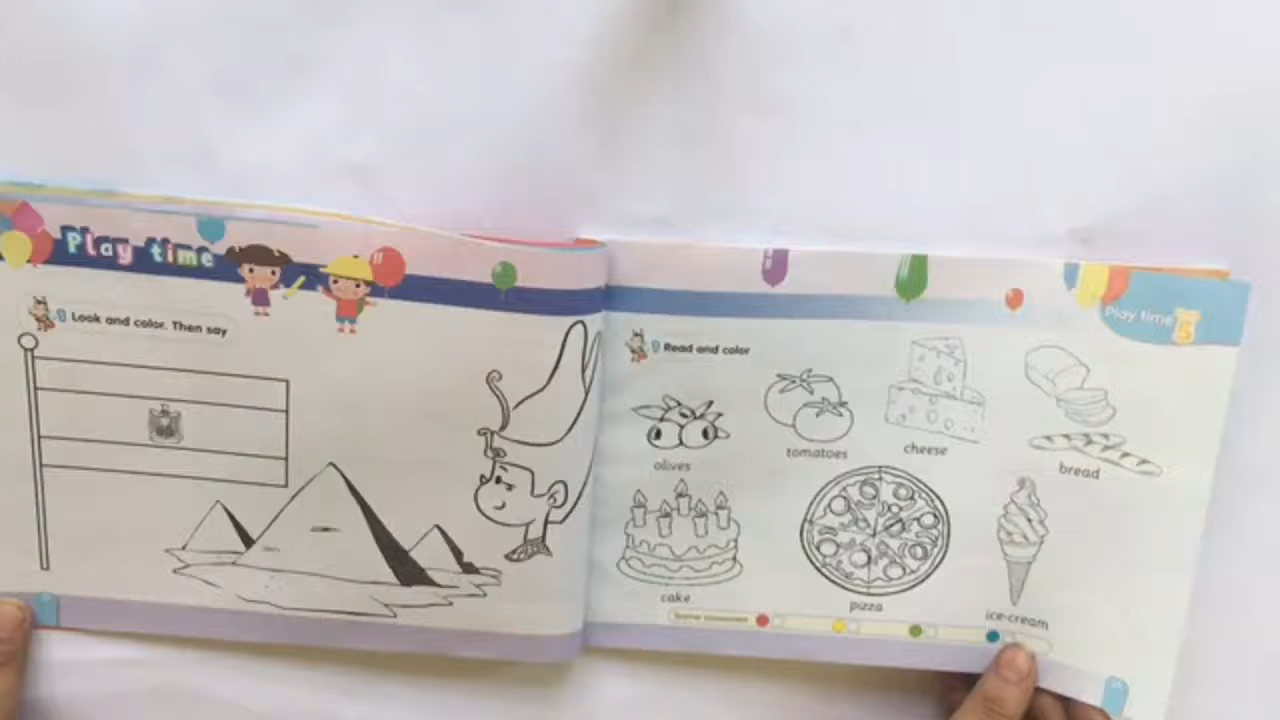 Play time
Look and color. Then say
Play time
Read and color
olives
tomatoes
cheese
bread
cake
pizza
ice-cream